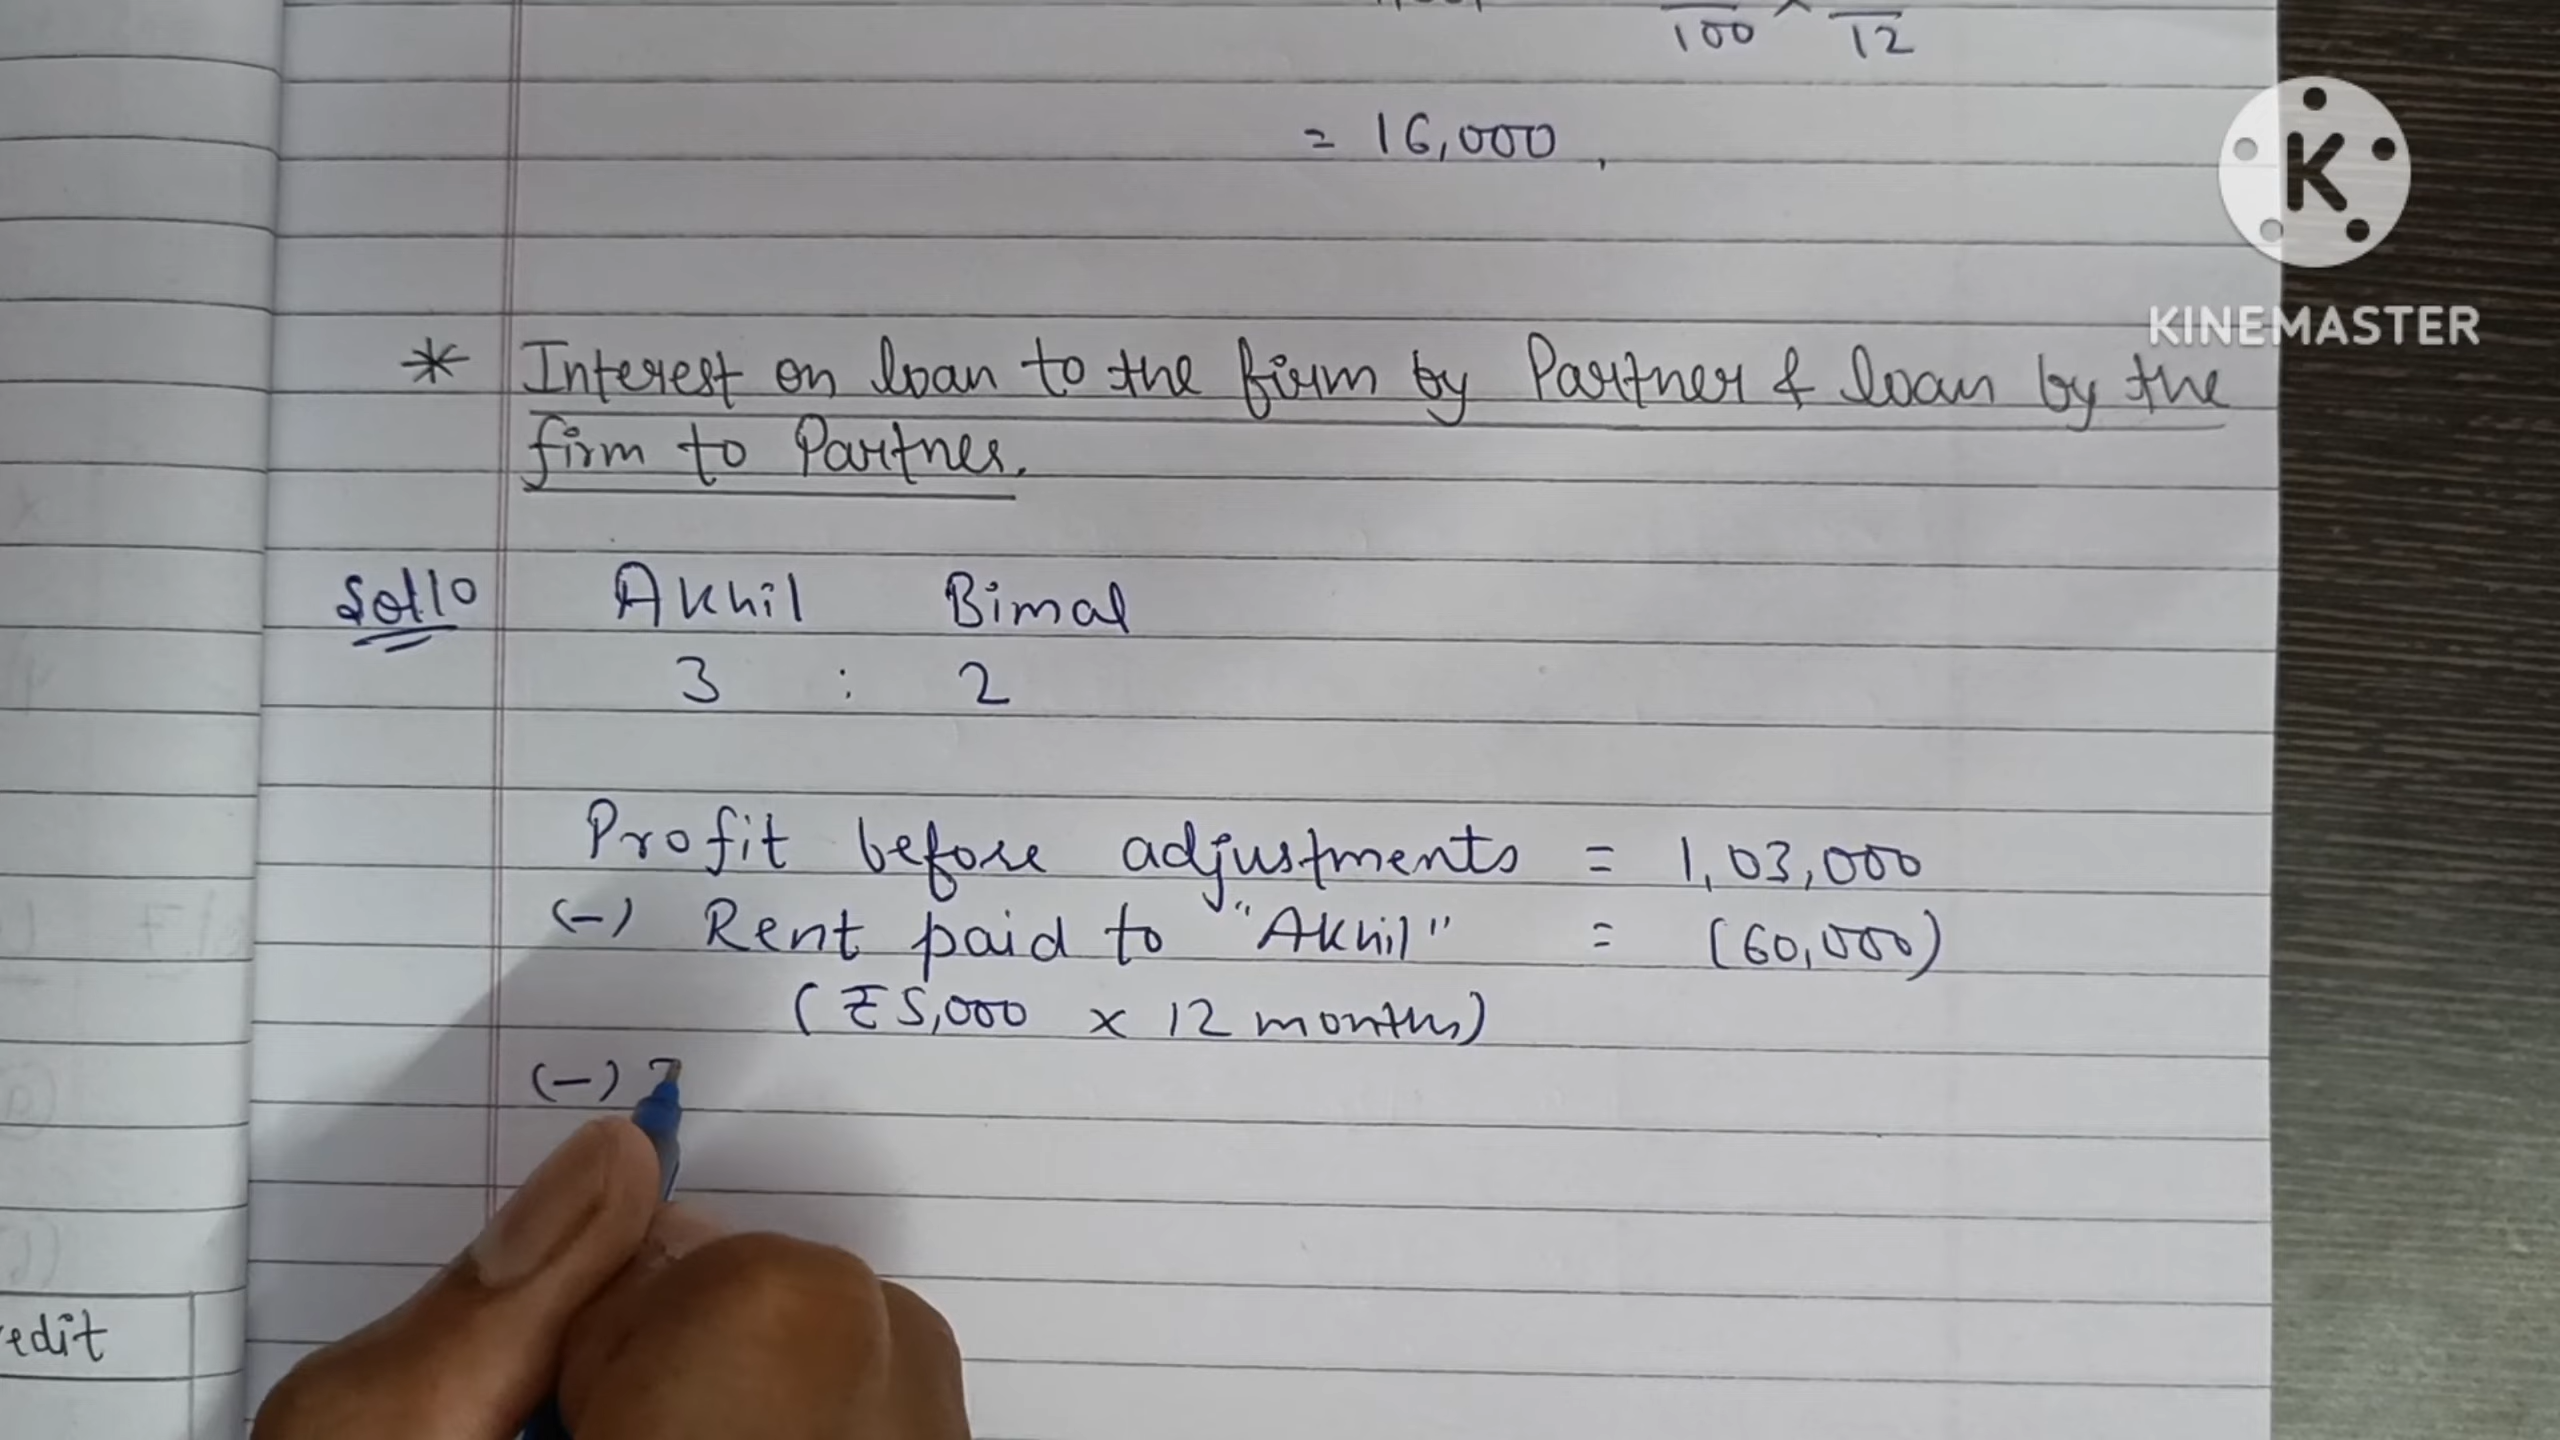 100 × 12
= 16,000
K
KINEMASTER
* Interest on loan to the firm by Partner & loan by the
firm to Partner.
Sol10 Akhil Bimal
3 : 2
Profit before adjustments = 1,03,000
(-) Rent paid to "Akhil" = (60,000)
(₹5,000 x 12 months)
(-)
edit